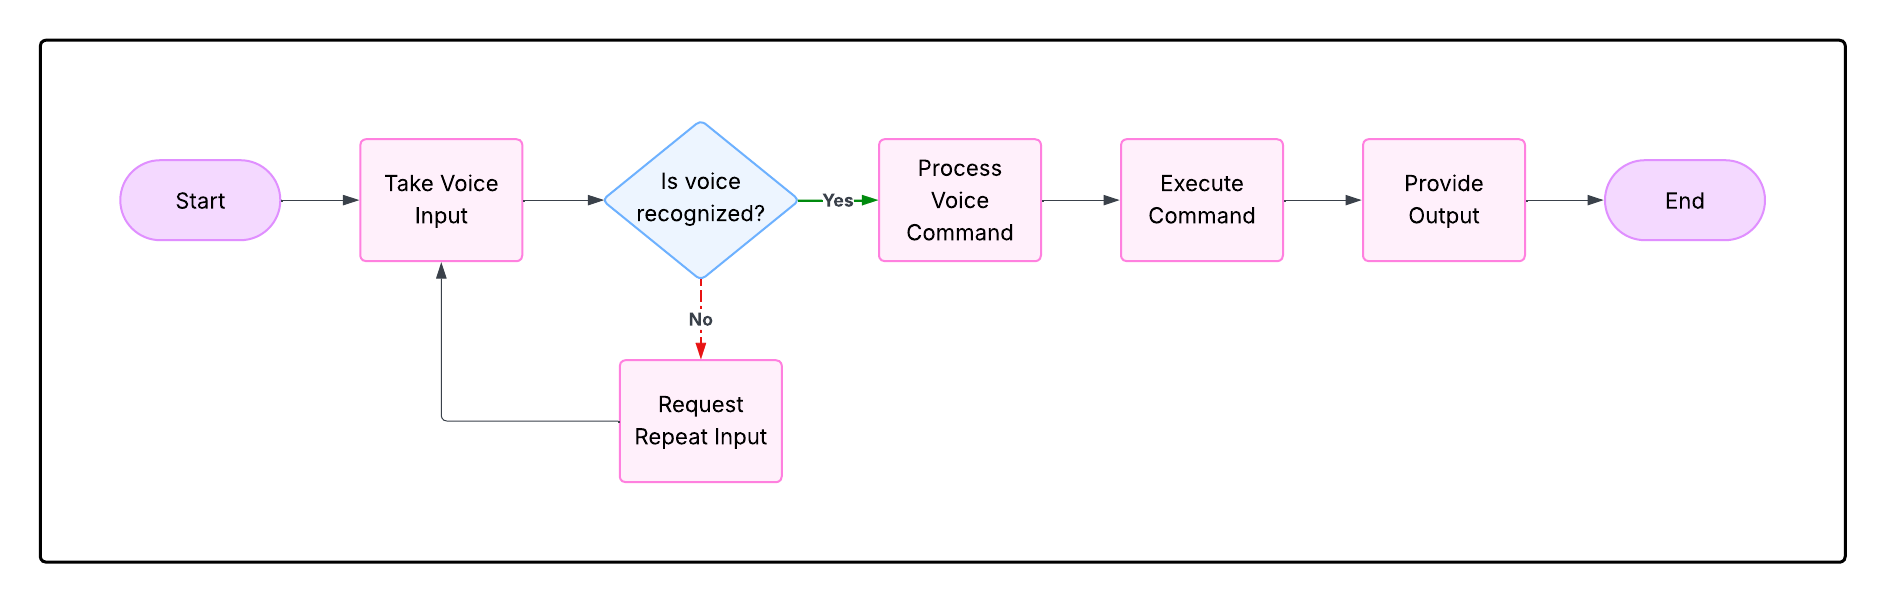 Start
Take Voice
Input
Is voice
recognized?
Yes
Process
Voice
Command
Execute
Command
Provide
Output
End
No
Request
Repeat Input